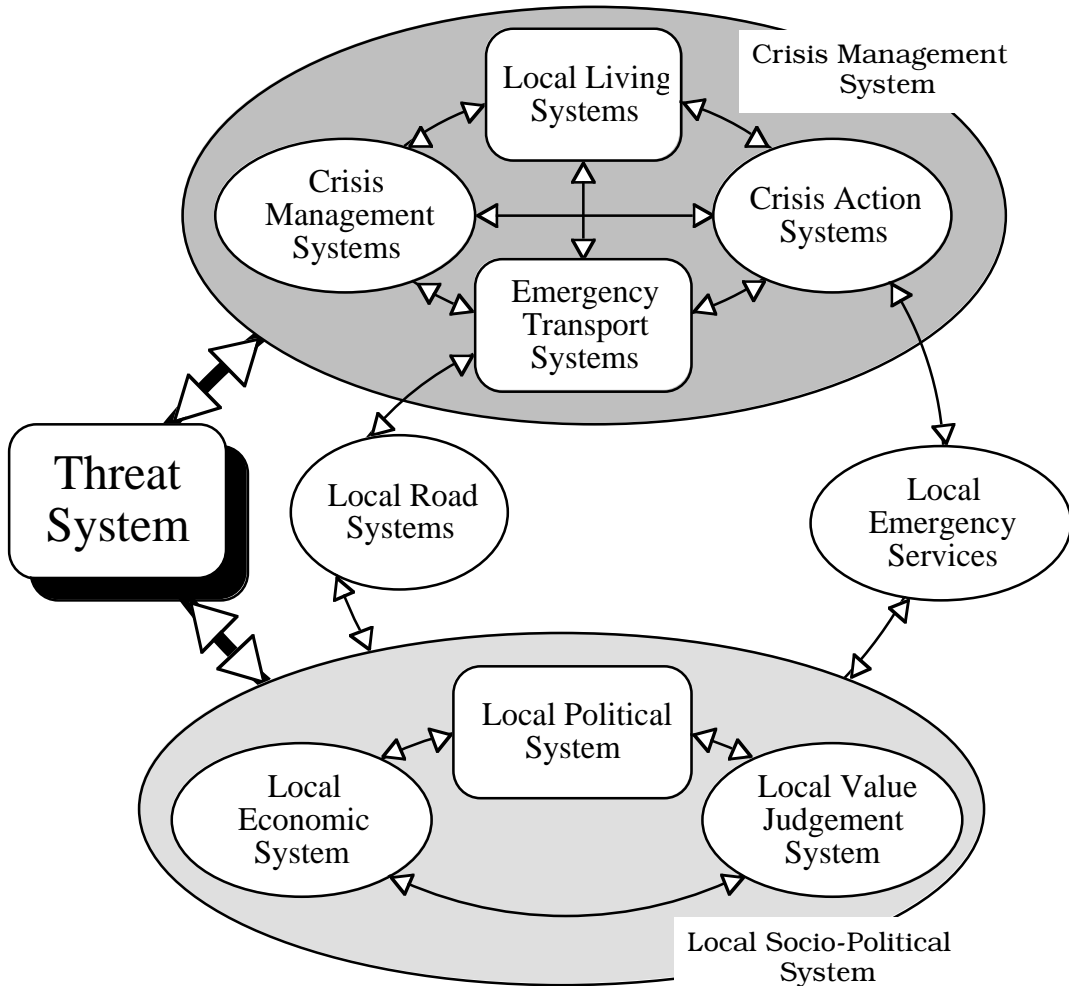 Crisis Management
System
Local Living
Systems
Crisis
Management
Systems
Crisis Action
Systems
Emergency
Transport
Systems
Threat
System
Local Road
Systems
Local
Emergency
Services
Local Political
System
Local
Economic
System
Local Value
Judgement
System
Local Socio-Political
System